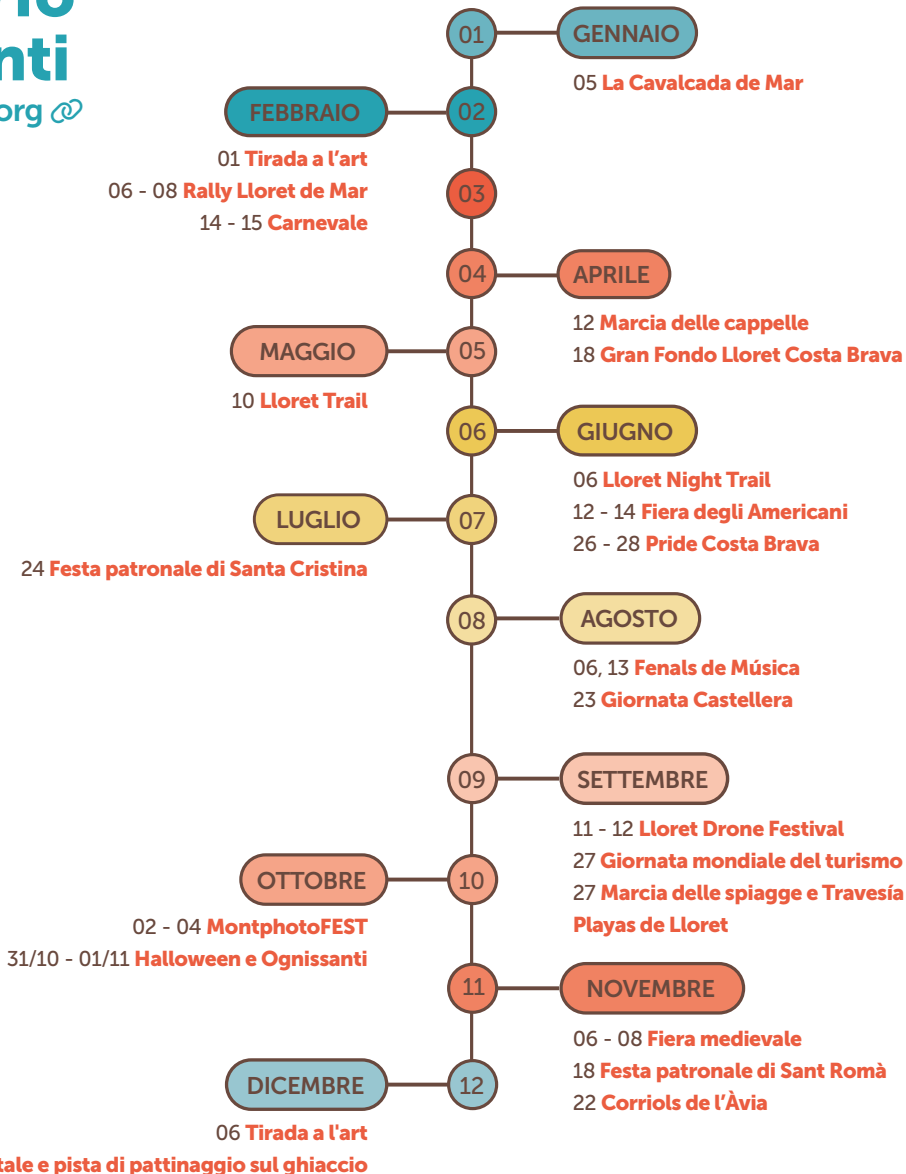 nti
org
01
GENNAIO
05 La Cavalcada de Mar
FEBBRAIO
02
01 Tirada a l’art
06 - 08 Rally Lloret de Mar
14 - 15 Carnevale
03
04
APRILE
12 Marcia delle cappelle
18 Gran Fondo Lloret Costa Brava
MAGGIO
05
10 Lloret Trail
06
GIUGNO
06 Lloret Night Trail
12 - 14 Fiera degli Americani
26 - 28 Pride Costa Brava
LUGLIO
07
24 Festa patronale di Santa Cristina
08
AGOSTO
06, 13 Fenals de Música
23 Giornata Castellera
09
SETTEMBRE
11 - 12 Lloret Drone Festival
27 Giornata mondiale del turismo
27 Marcia delle spiagge e Travesía
Playas de Lloret
OTTOBRE
10
02 - 04 MontphotoFEST
31/10 - 01/11 Halloween e Ognissanti
11
NOVEMBRE
06 - 08 Fiera medievale
18 Festa patronale di Sant Romà
22 Corriols de l’Àvia
DICEMBRE
12
06 Tirada a l'art
tale e pista di pattinaggio sul ghiaccio